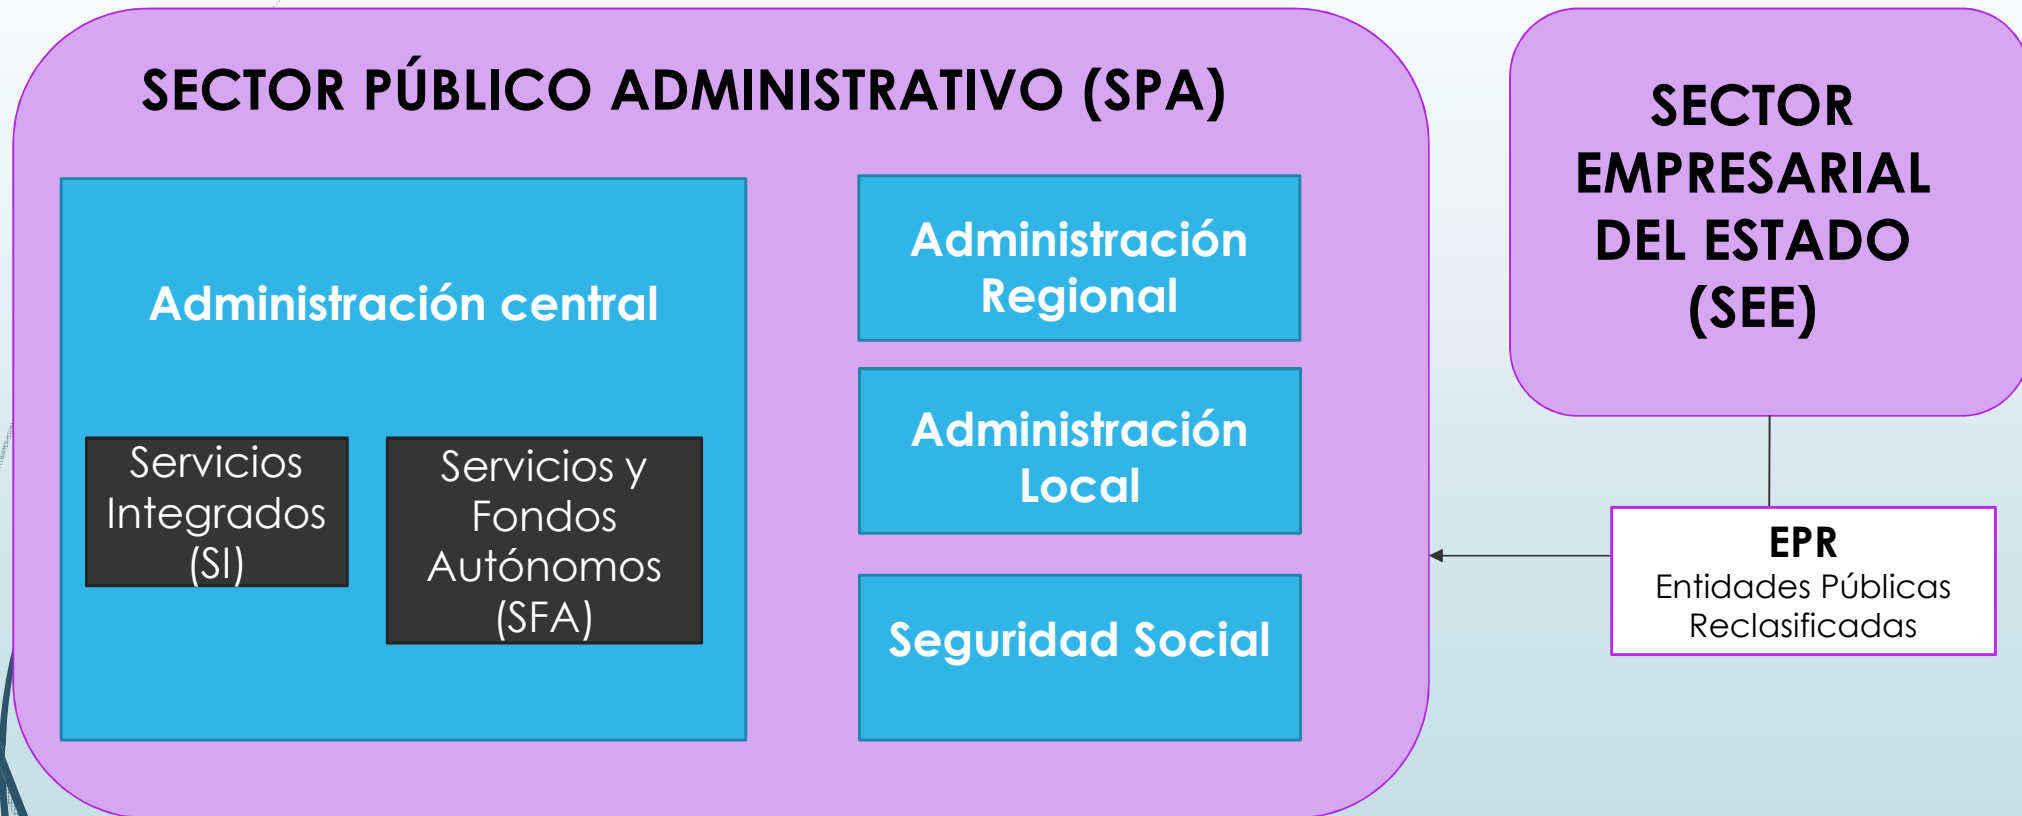 SECTOR PÚBLICO ADMINISTRATIVO (SPA)
Administración central
Servicios
Integrados
(SI)
Servicios y
Fondos
Autónomos
(SFA)
Administración
Regional
Administración
Local
Seguridad Social
SECTOR
EMPRESARIAL
DEL ESTADO
(SEE)
EPR
Entidades Públicas
Reclasificadas